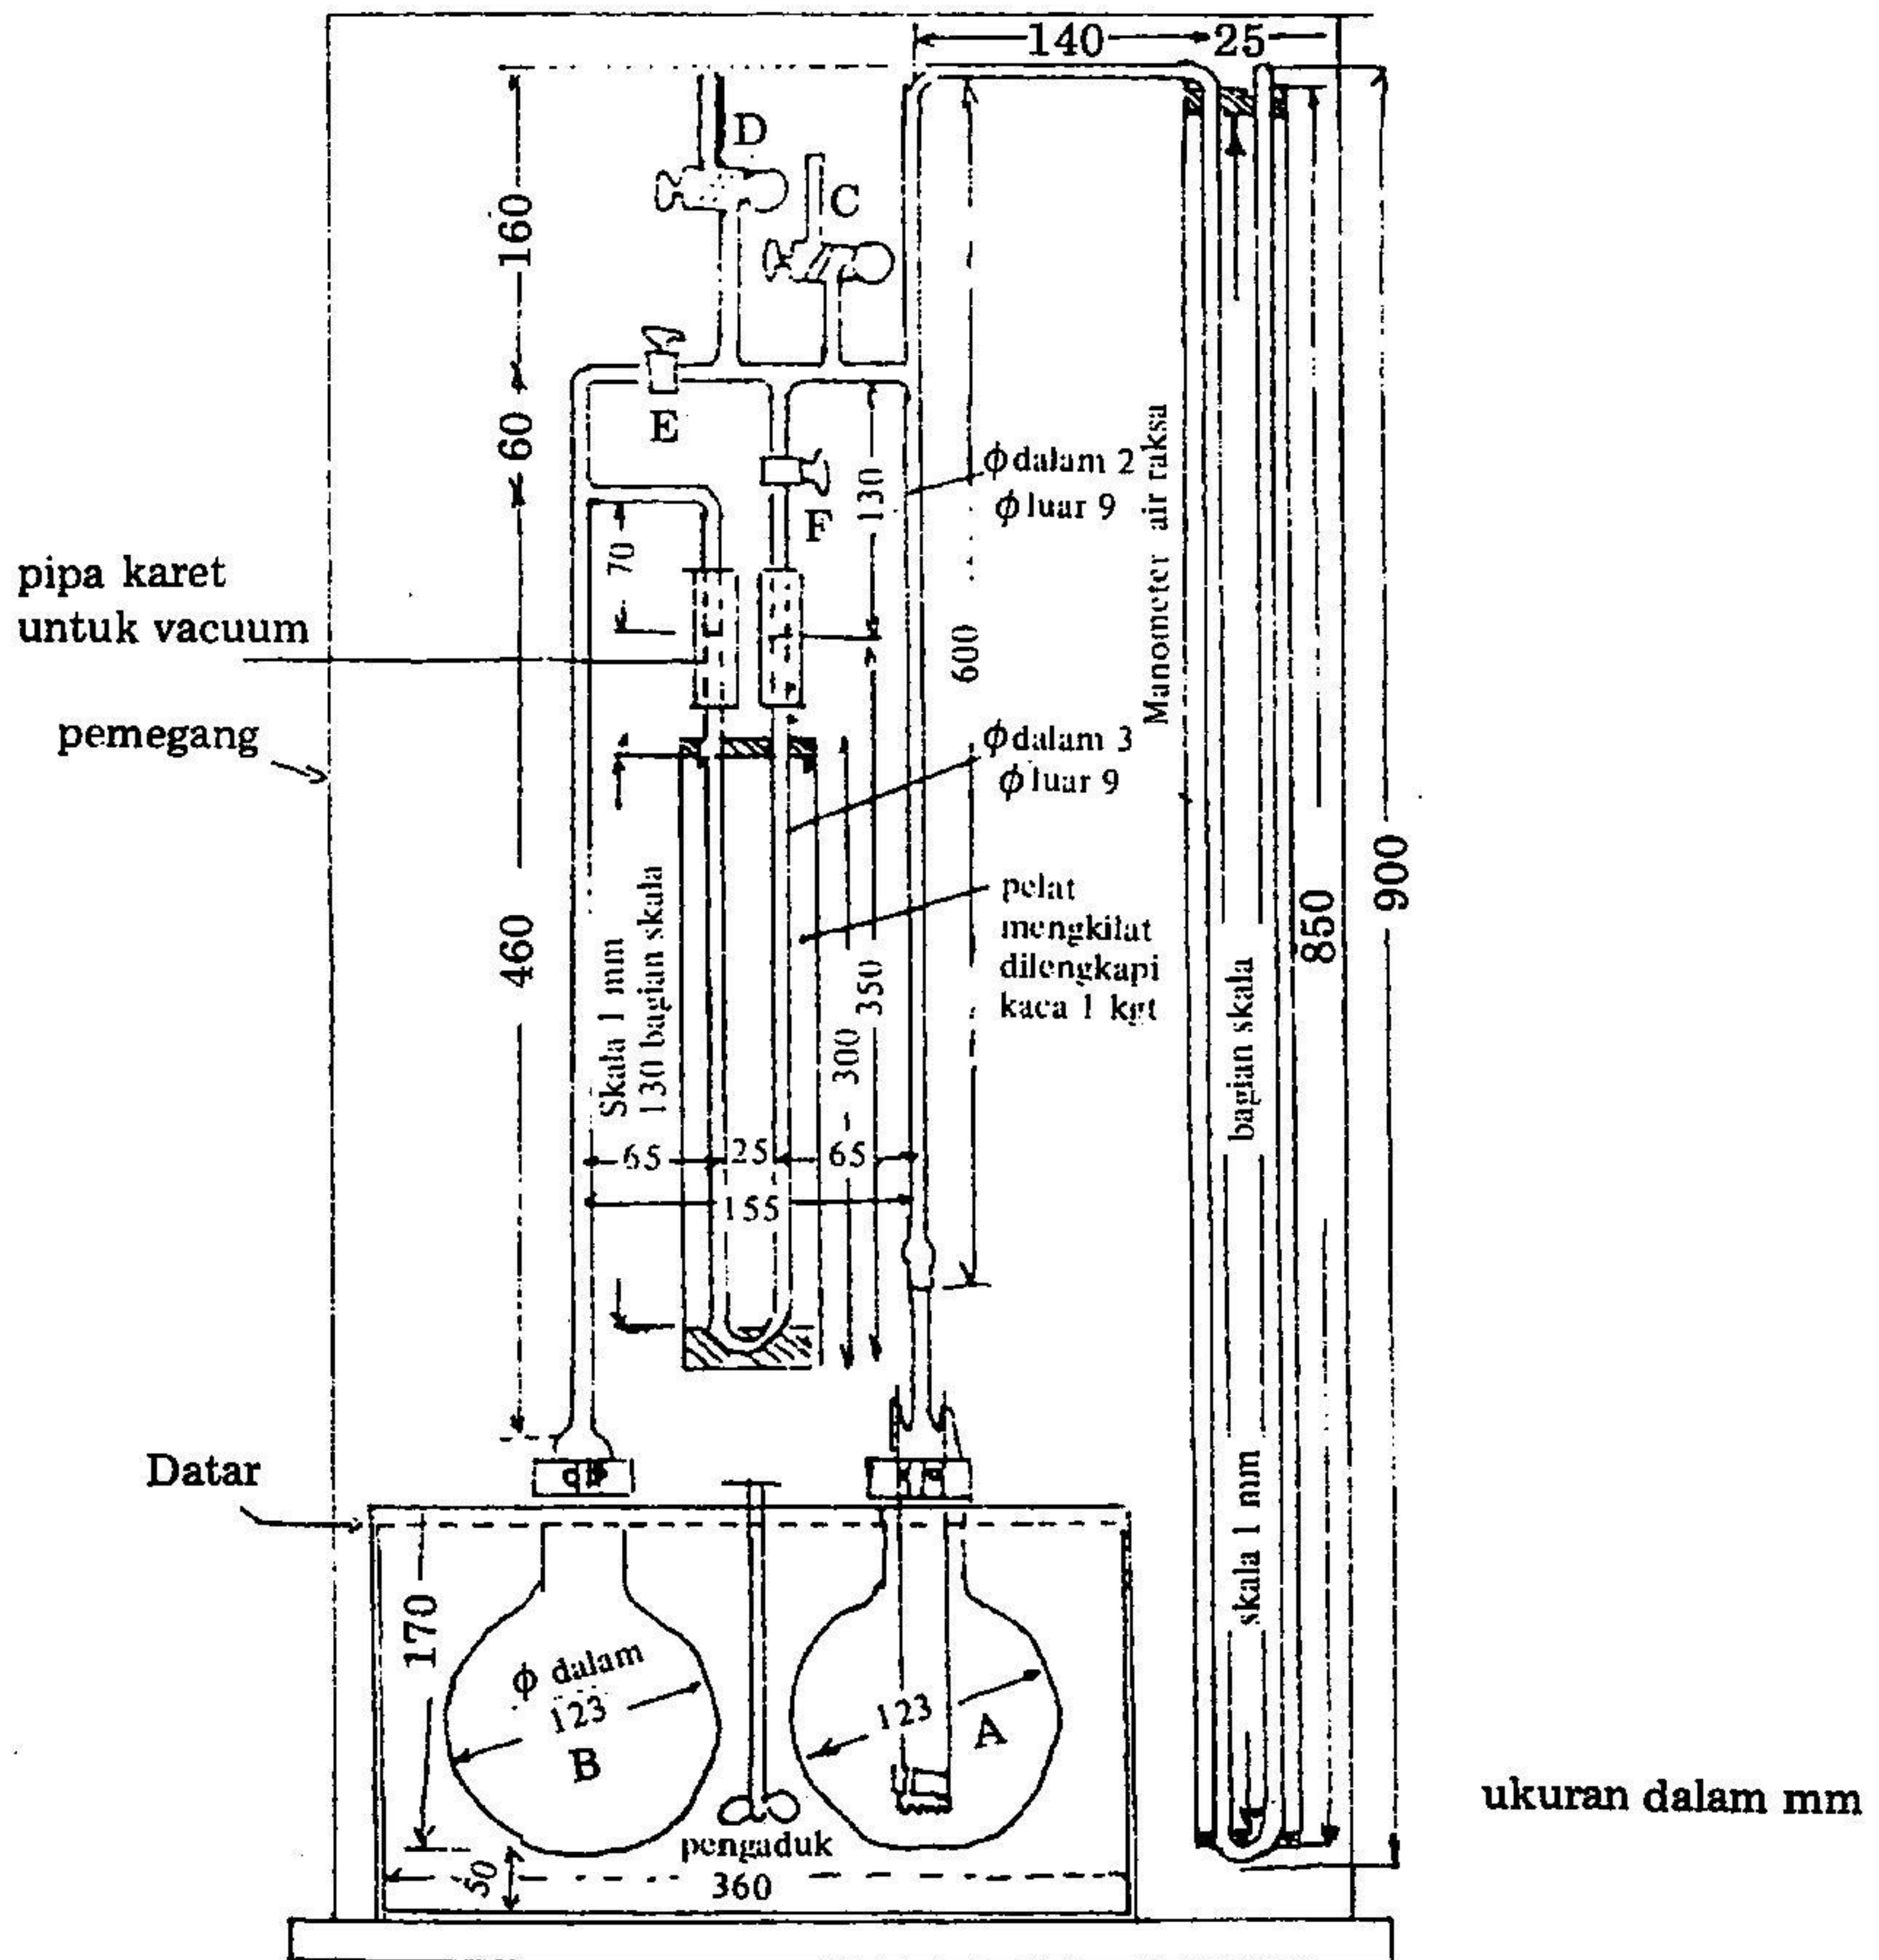 140
25
D
C
160
60
E
F
130
70
ϕ dalam 2
ϕ luar 9
Manometer air raksa
600
pipa karet
untuk vacuum
pemegang
ϕ dalam 3
ϕ luar 9
pelat
mengkilat
dilengkapi
kaca 1 kgt
460
Skala 1 mm
130 bagian skala
300
350
850
900
bagian skala
skala 1 mm
65
25
65
155
Datar
170
ϕ dalam
123
B
123
A
pengaduk
50
360
ukuran dalam mm